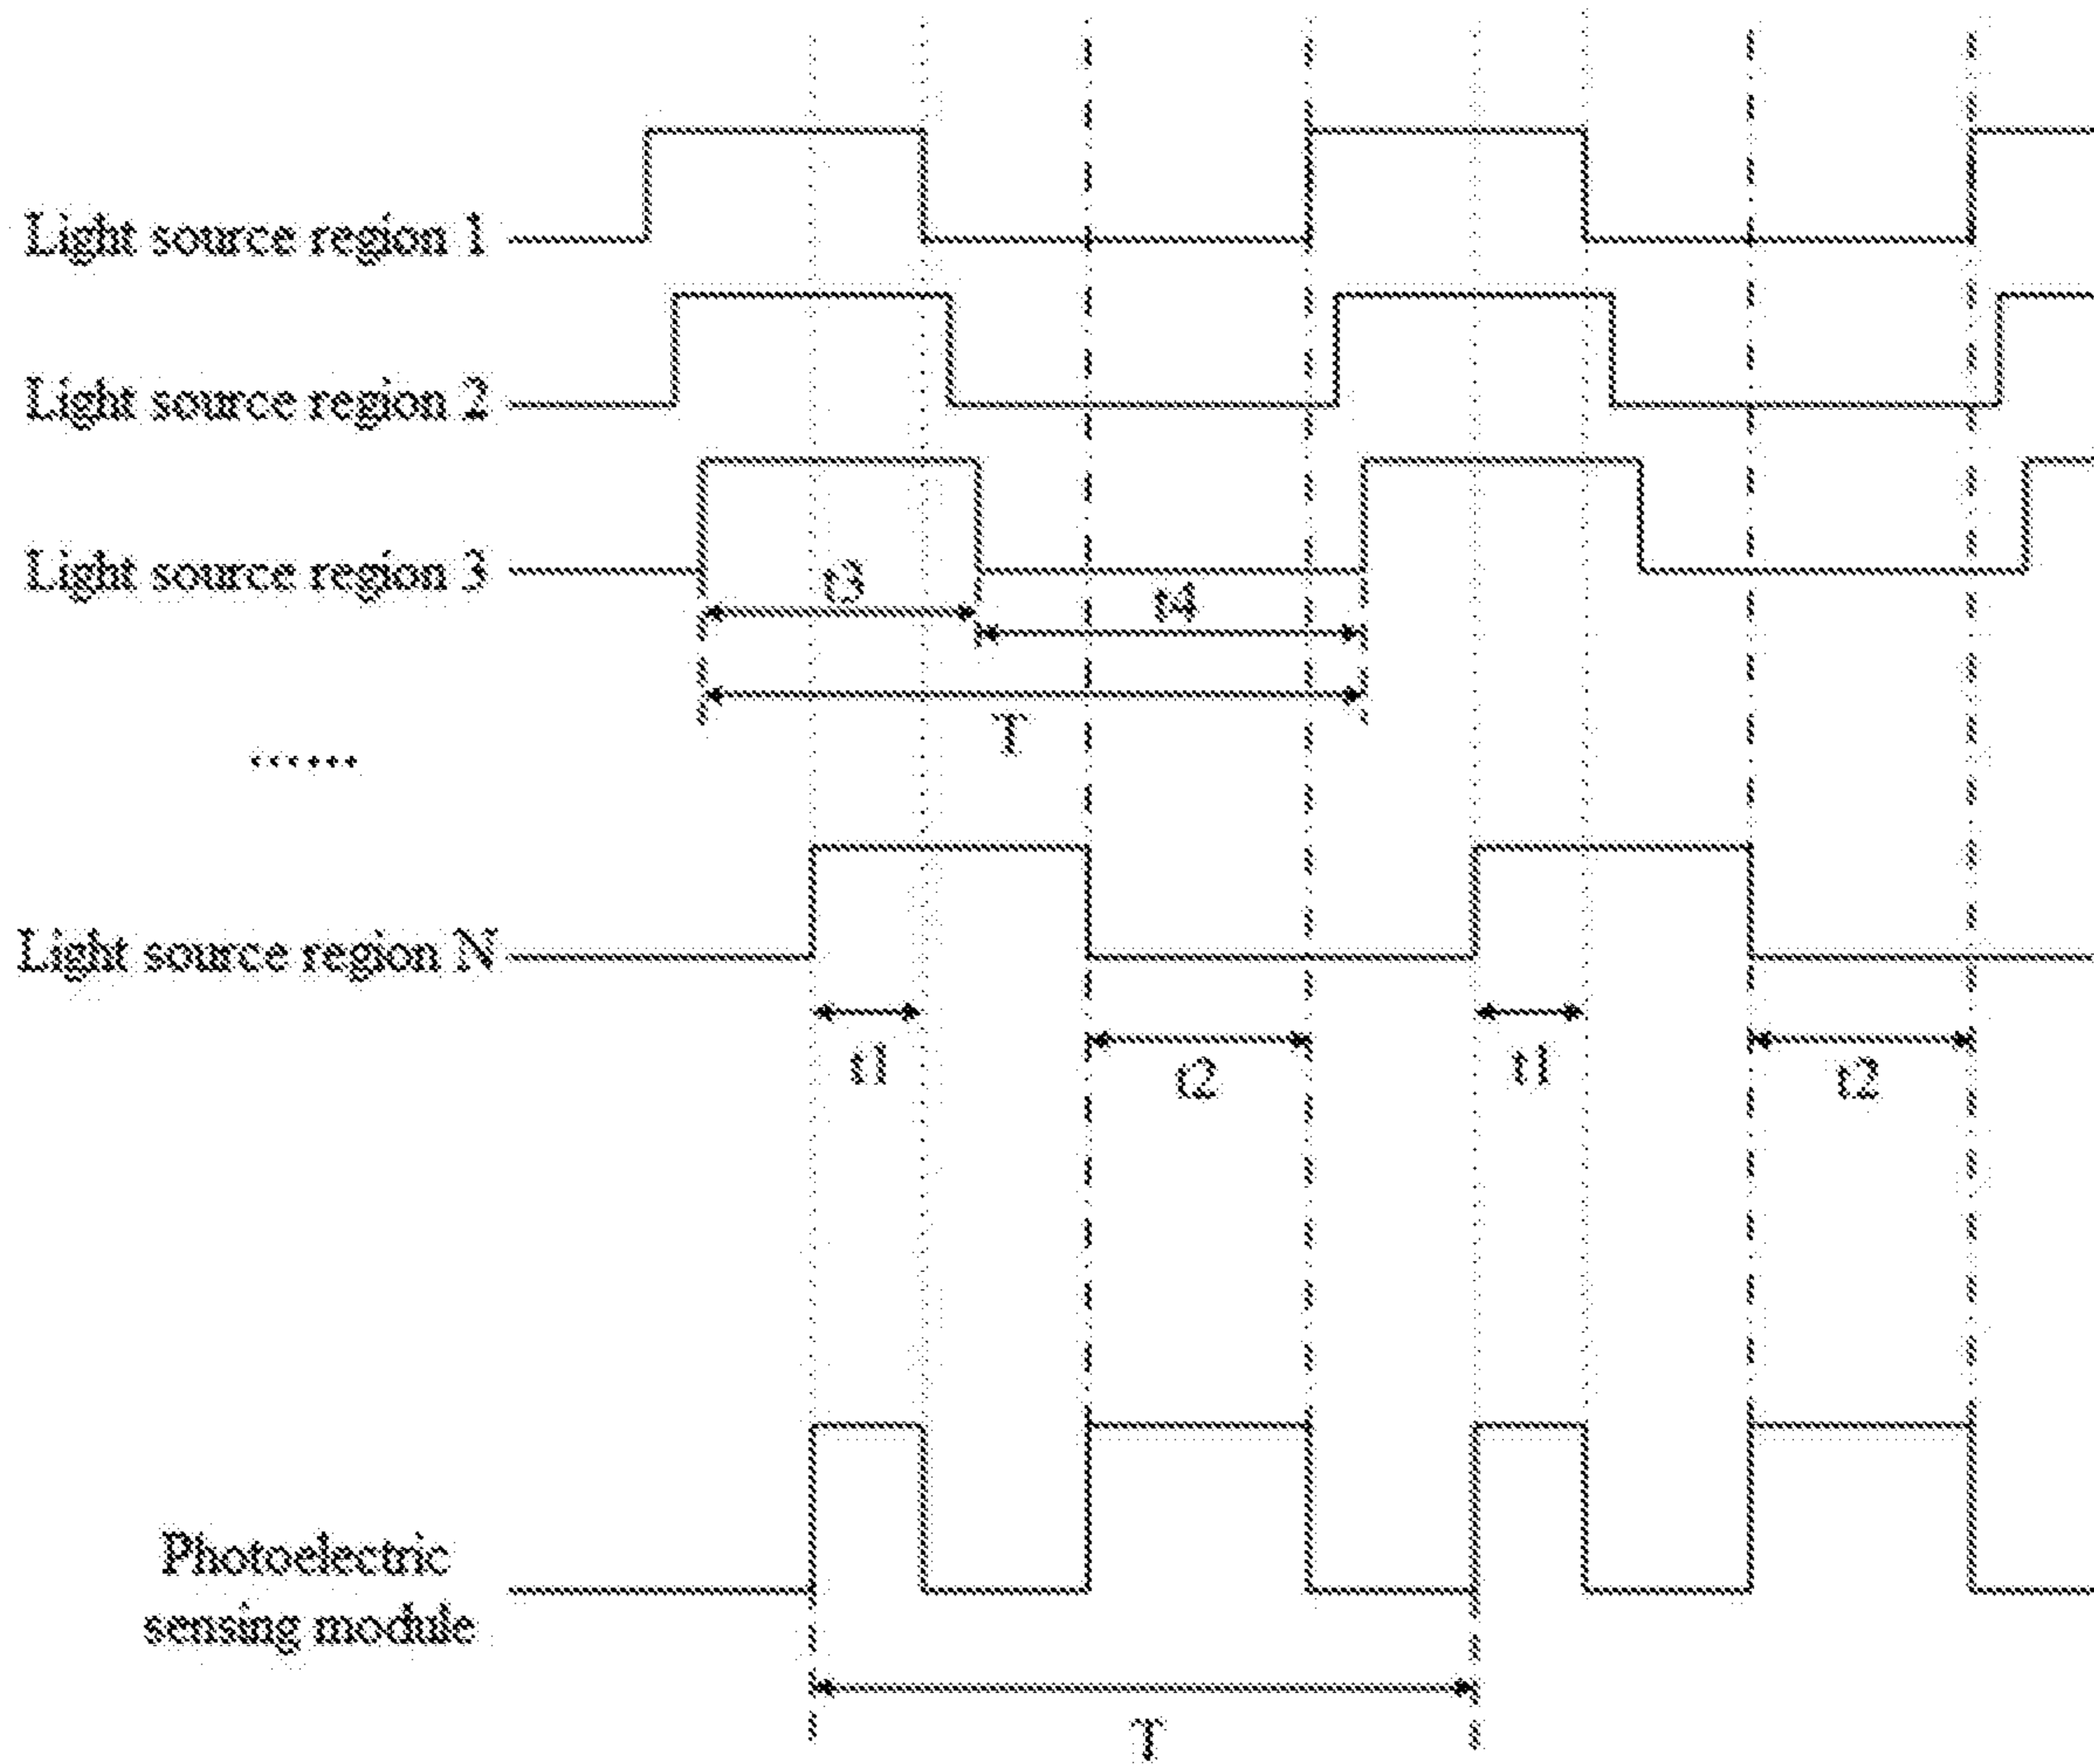 Light source region 1
Light source region 2
Light source region 3
t3
t4
T
......
Light source region N
t1
t2
t1
t2
Photoelectric
sensing module
T